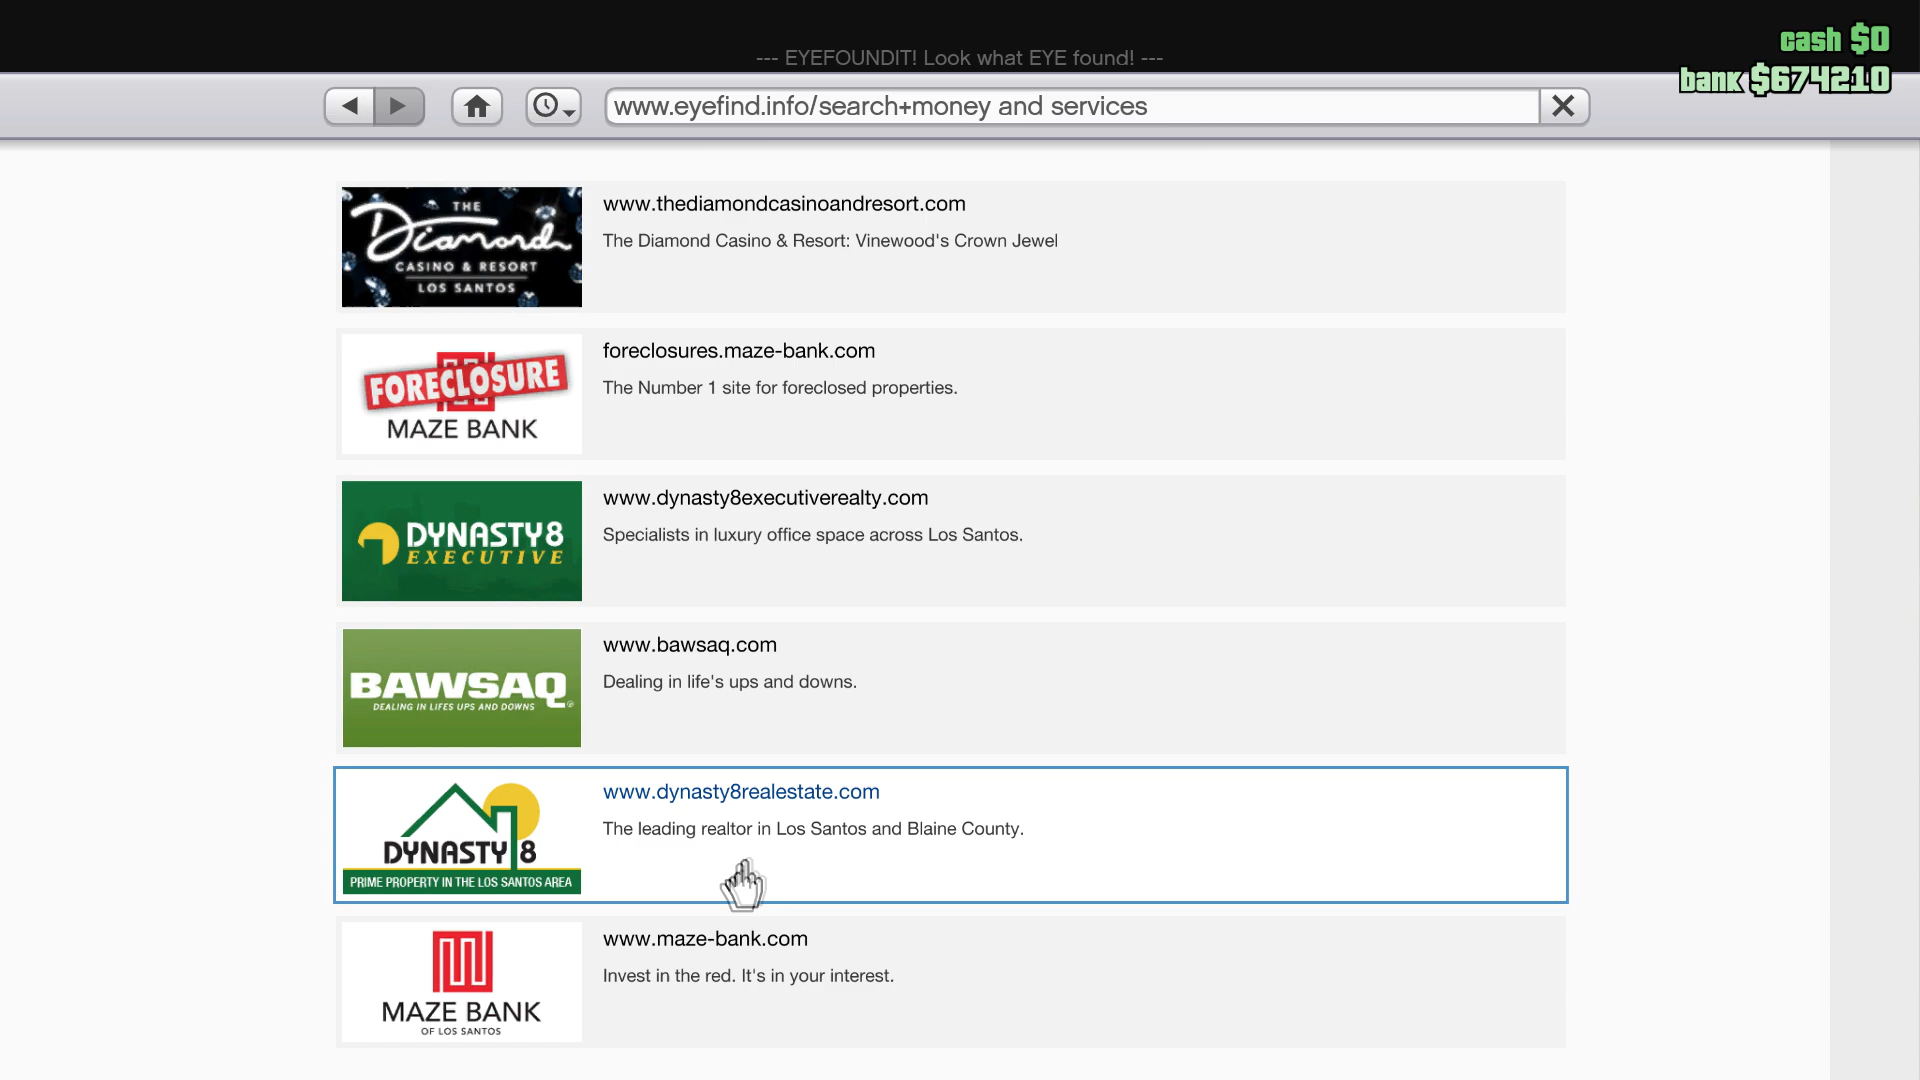 cash $0
--- EYEFOUNDIT! Look what EYE found! ---
bank $674210
www.eyefind.info/search+money and services
THE
Diamond
CASINO & RESORT
LOS SANTOS
www.thediamondcasinoandresort.com
The Diamond Casino & Resort: Vinewood's Crown Jewel
FORECLOSURE
MAZE BANK
foreclosures.maze-bank.com
The Number 1 site for foreclosed properties.
DYNASTY 8
EXECUTIVE
www.dynasty8executiverealty.com
Specialists in luxury office space across Los Santos.
BAWSAQ
DEALING IN LIFES UPS AND DOWNS
www.bawsaq.com
Dealing in life's ups and downs.
DYNASTY 8
PRIME PROPERTY IN THE LOS SANTOS AREA
www.dynasty8realestate.com
The leading realtor in Los Santos and Blaine County.
MAZE BANK
OF LOS SANTOS
www.maze-bank.com
Invest in the red. It's in your interest.